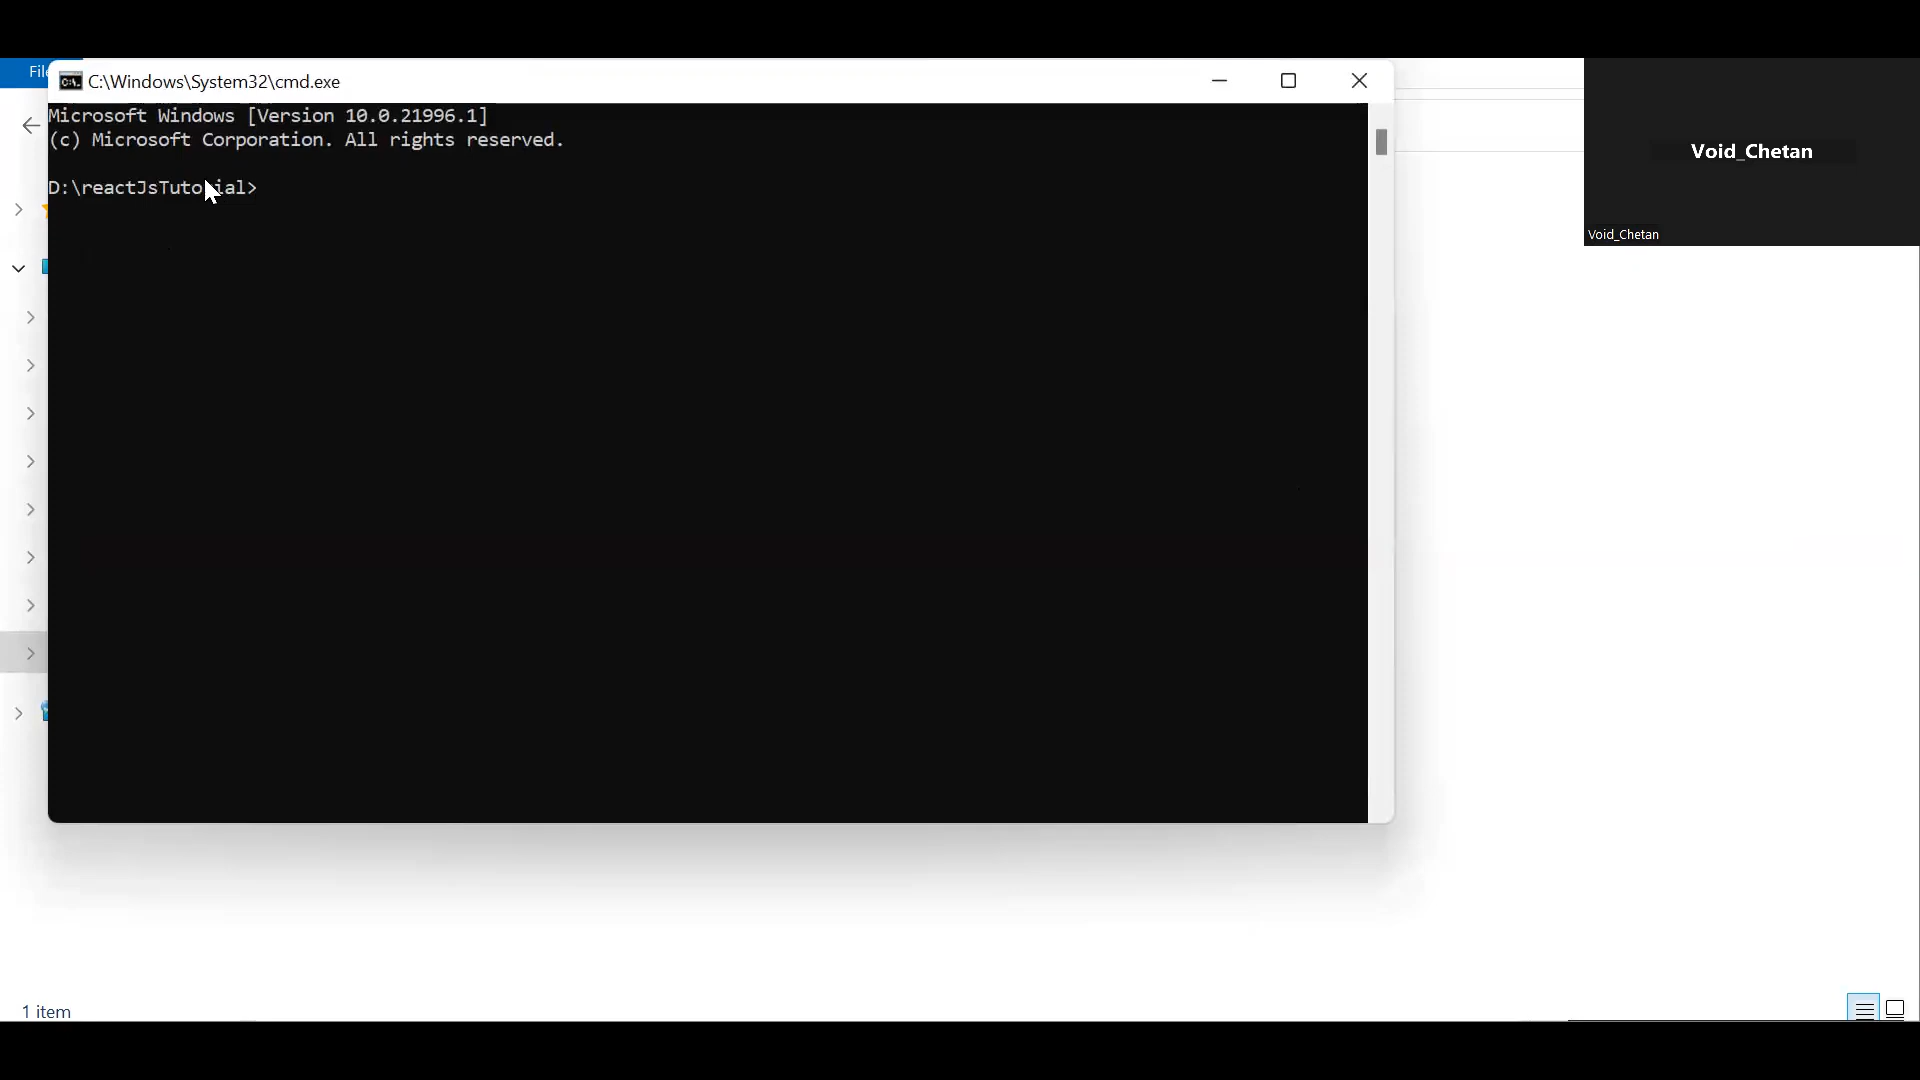 File
C:\Windows\System32\cmd.exe
Microsoft Windows [Version 10.0.21996.1]
(c) Microsoft Corporation. All rights reserved.
D:\reactJsTutorial>
Void_Chetan
Void_Chetan
1 item